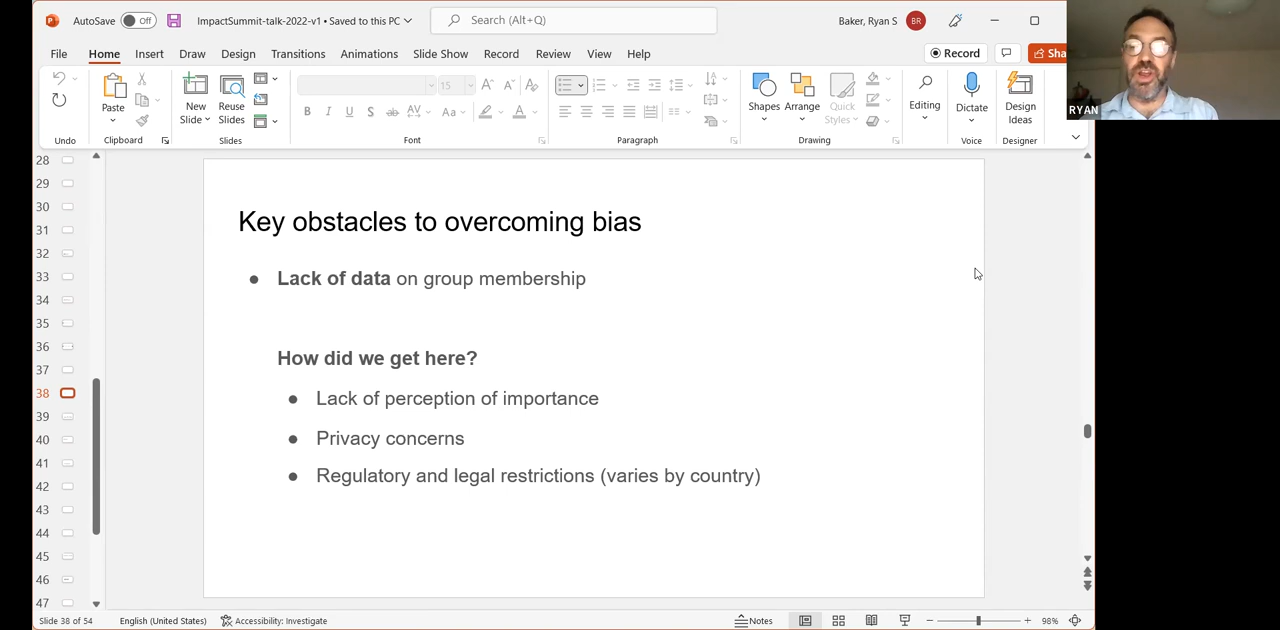 AutoSave Off ImpactSummit-talk-2022-v1 • Saved to this PC Search (Alt+Q) Baker, Ryan S BR
File Home Insert Draw Design Transitions Animations Slide Show Record Review View Help Record Sha
15
Paste New Slide Reuse Slides B I U S ab AV Aa A Shapes Arrange Quick Styles Editing Dictate Design Ideas
Undo Clipboard Slides Font Paragraph Drawing Voice Designer
RYAN
28
29
30
31
32
33
34
35
36
37
38
39
40
41
42
43
44
45
46
47
Key obstacles to overcoming bias
● Lack of data on group membership
How did we get here?
● Lack of perception of importance
● Privacy concerns
● Regulatory and legal restrictions (varies by country)
Slide 38 of 54 English (United States) Accessibility: Investigate Notes 98%